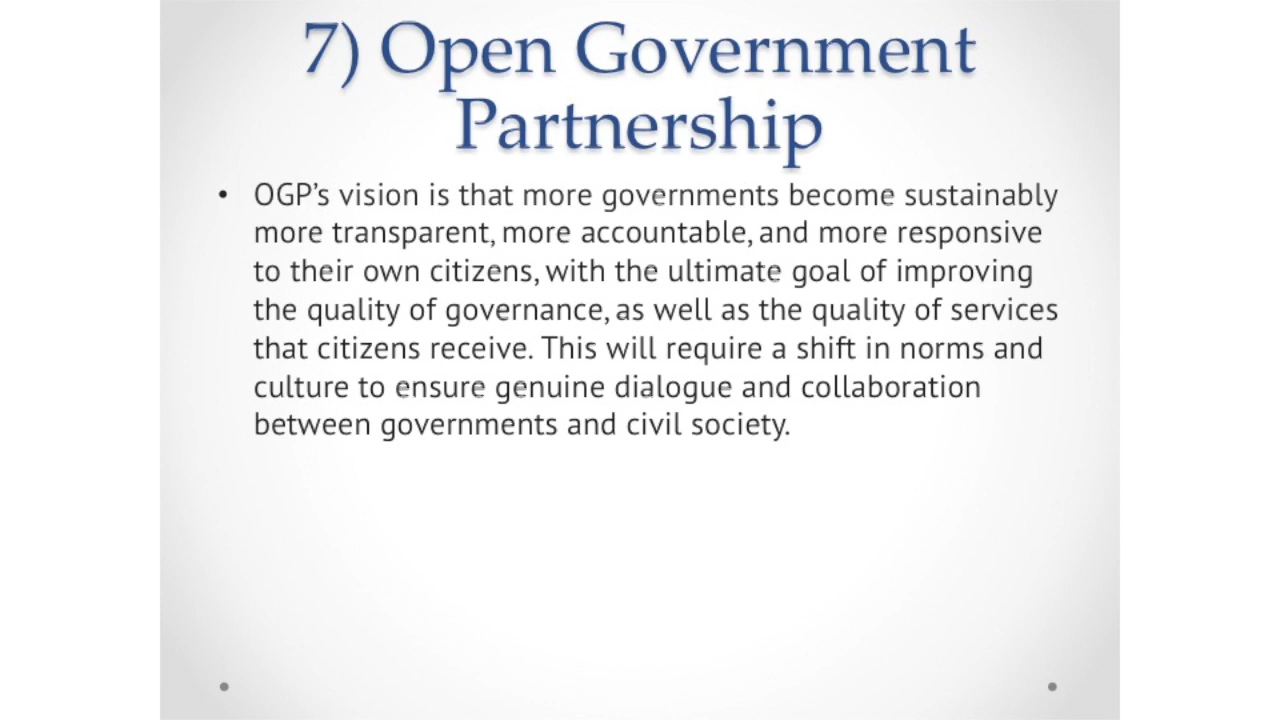 7) Open Government
Partnership
• OGP’s vision is that more governments become sustainably
more transparent, more accountable, and more responsive
to their own citizens, with the ultimate goal of improving
the quality of governance, as well as the quality of services
that citizens receive. This will require a shift in norms and
culture to ensure genuine dialogue and collaboration
between governments and civil society.